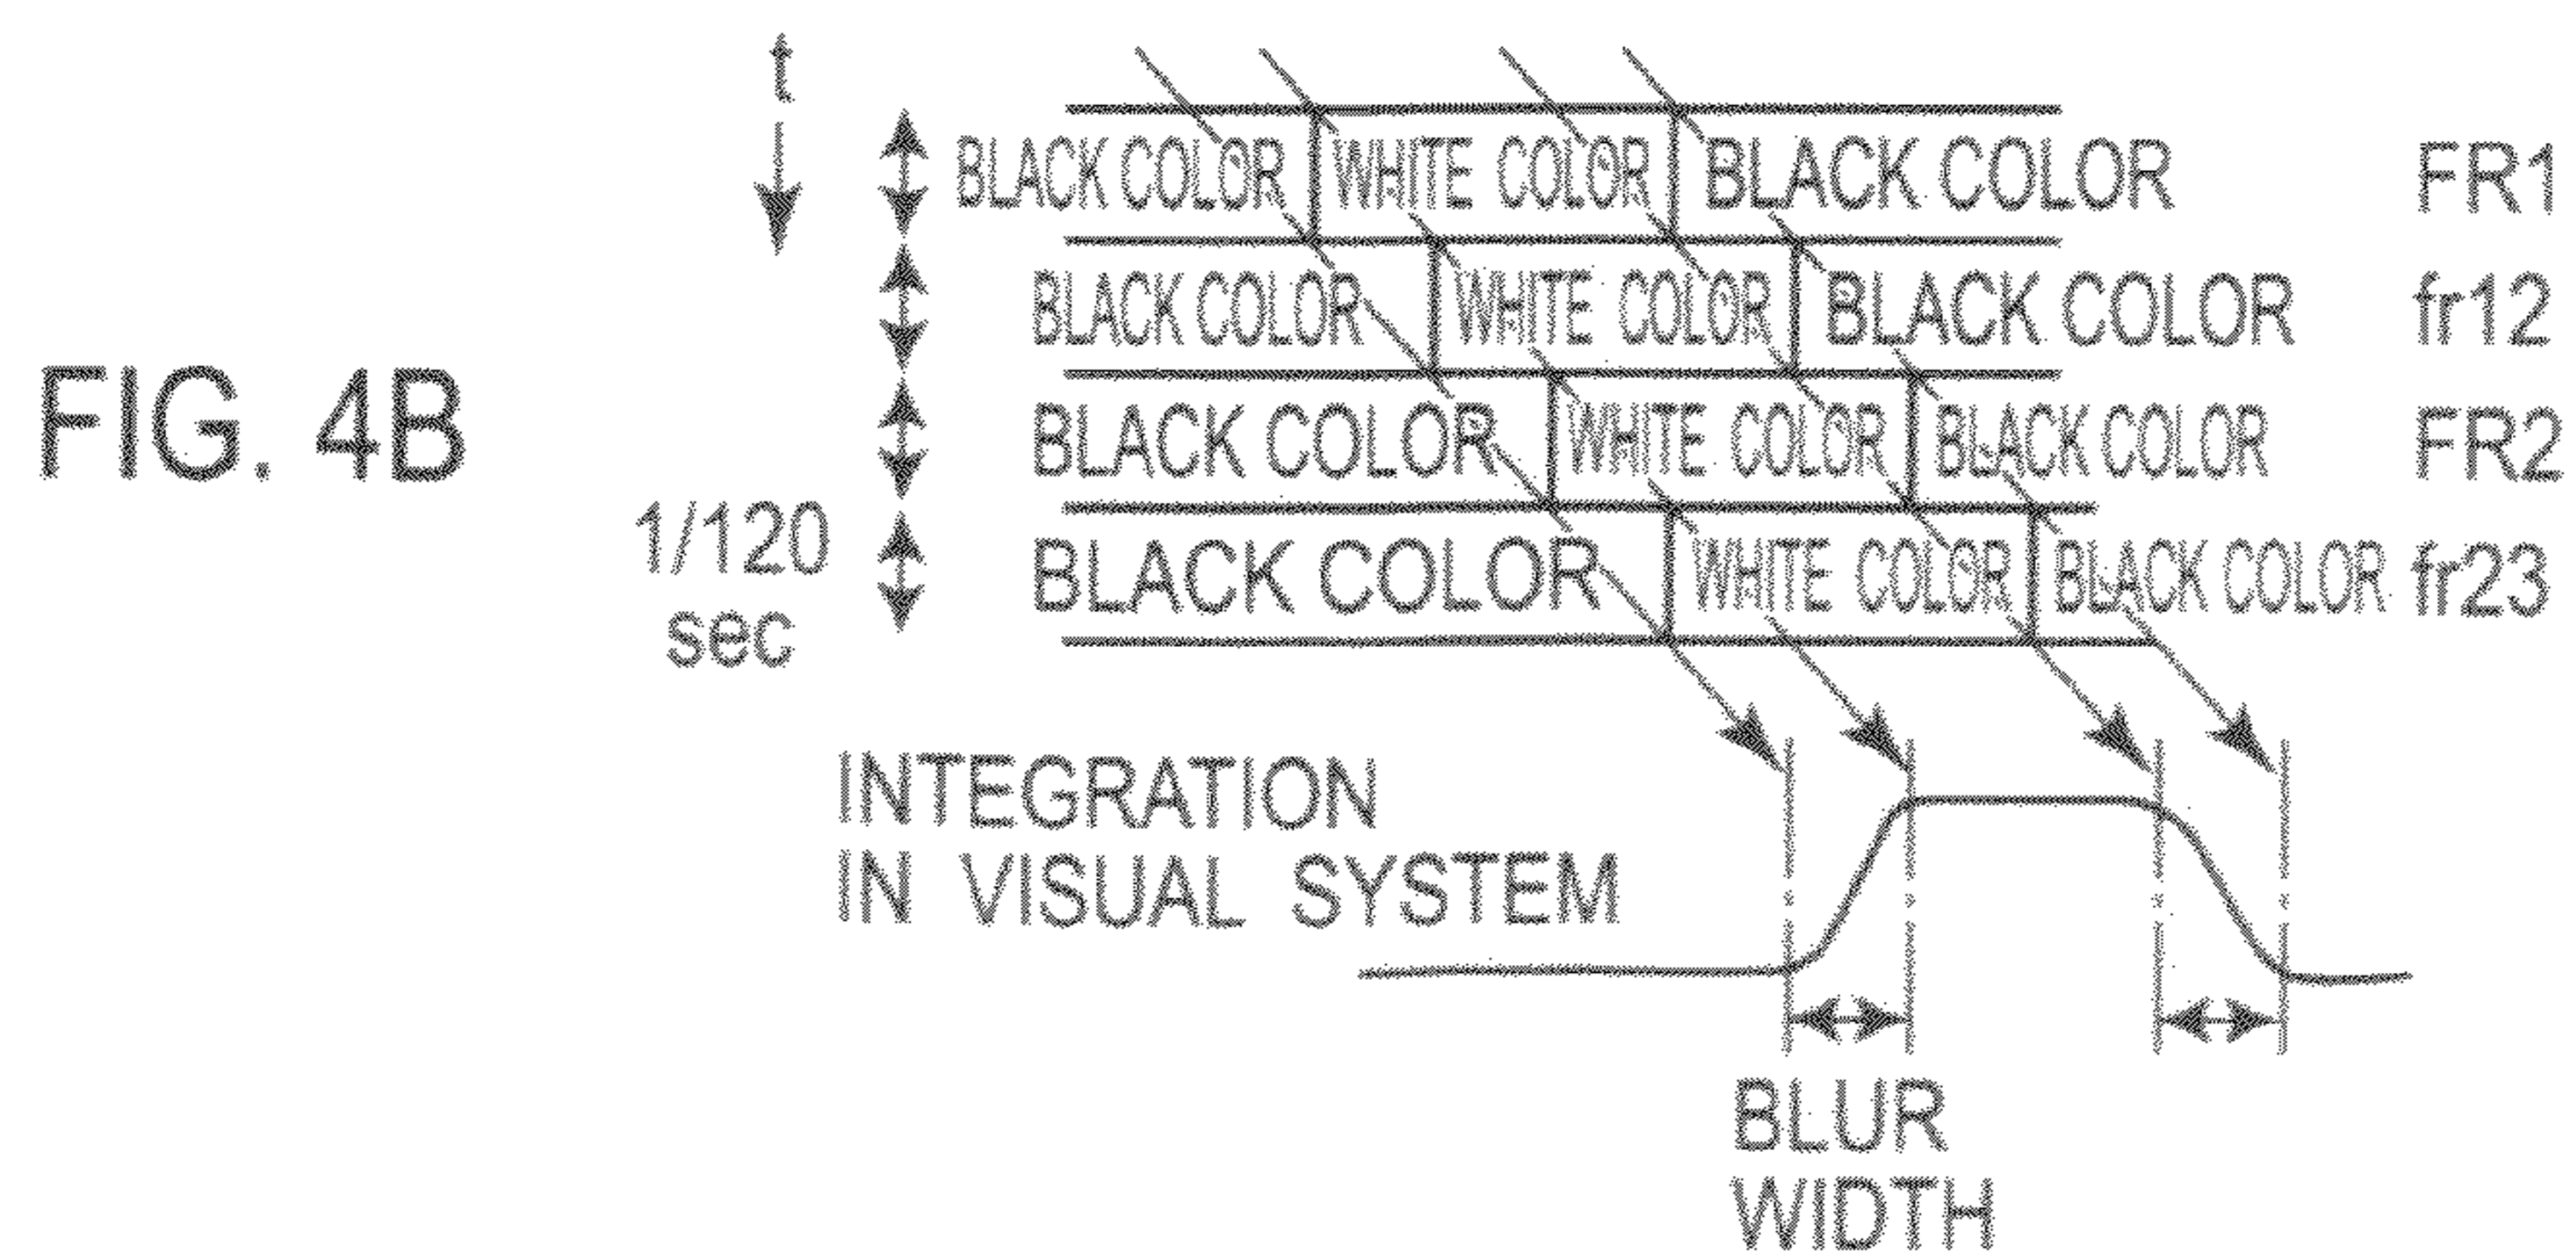 t
BLACK COLOR WHITE COLOR BLACK COLOR FR1
BLACK COLOR WHITE COLOR BLACK COLOR fr12
FIG. 4B
BLACK COLOR WHITE COLOR BLACK COLOR FR2
1/120
sec
BLACK COLOR WHITE COLOR BLACK COLOR fr23
INTEGRATION
IN VISUAL SYSTEM
BLUR
WIDTH